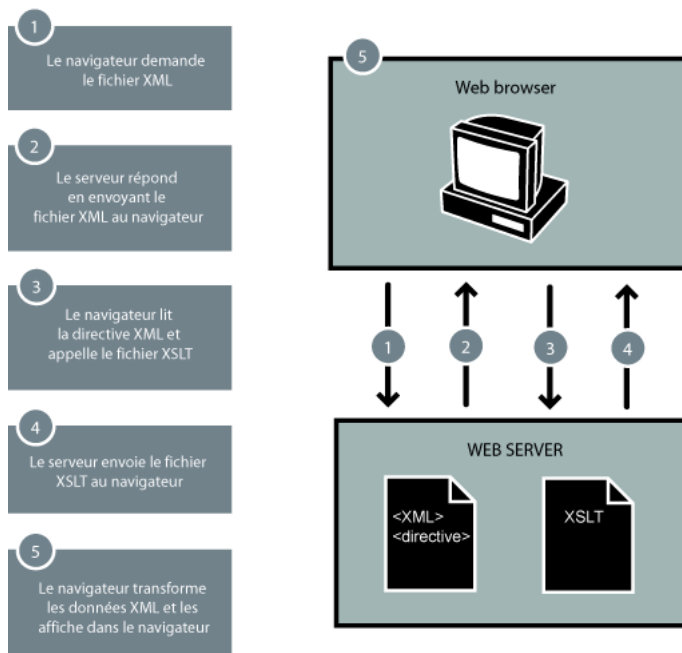 1
Le navigateur demande
le fichier XML
2
Le serveur répond
en envoyant le
fichier XML au navigateur
3
Le navigateur lit
la directive XML et
appelle le fichier XSLT
4
Le serveur envoie le fichier
XSLT au navigateur
5
Le navigateur transforme
les données XML et les
affiche dans le navigateur
5
Web browser
1 2 3 4
WEB SERVER
<XML>
<directive>
XSLT